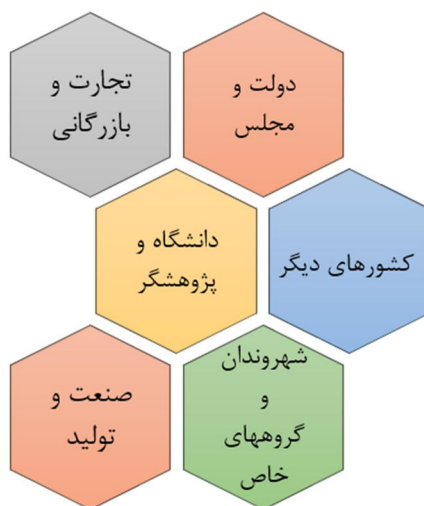 دولت و
مجلس
تجارت و
بازرگانی
کشورهای دیگر
دانشگاه و
پژوهشگر
شهروندان
و
گروههای
خاص
صنعت و
تولید